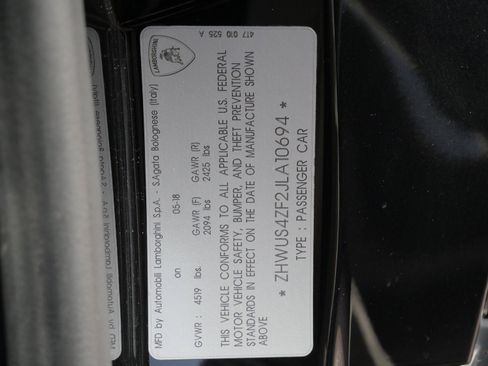 LAMBORGHINI
4T7 010 525 A
MFD by Automobili Lamborghini S.p.A. - S.Agata Bolognese (Italy)
on 05-18
GVWR : 4519 lbs. GAWR (F) GAWR (R)
2094 lbs 2425 lbs
THIS VEHICLE CONFORMS TO ALL APPLICABLE U.S. FEDERAL
MOTOR VEHICLE SAFETY, BUMPER, AND THEFT PREVENTION
STANDARDS IN EFFECT ON THE DATE OF MANUFACTURE SHOWN
ABOVE
* ZHWUS4ZF2JLA10694 *
TYPE : PASSENGER CAR